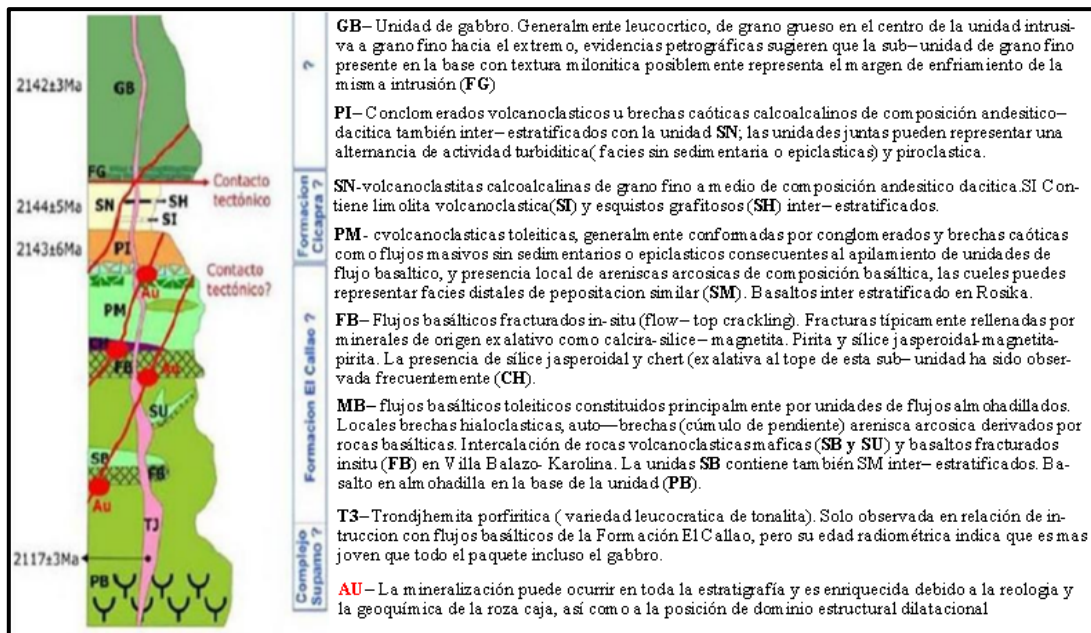 2142±3Ma
2144±5Ma
2143±6Ma
2117±3Ma
GB
FG
SN
SH
SI
PI
Au
PM
CH
FB
Au
SU
SB
FB
Au
TJ
PB
Contacto
tectónico
Contacto
tectónico?
?
Formacion
Cicapra ?
Formacion El Callao ?
Complejo
Supamo ?
GB– Unidad de gabbro. Generalmente leucocrtico, de grano grueso en el centro de la unidad intrusi-
va a grano fino hacia el extremo, evidencias petrográficas sugieren que la sub–unidad de grano fino
presente en la base con textura milonitica posiblemente representa el margen de enfriamiento de la
misma intrusión (FG)
PI– Conclomerados volcanoclasticos u brechas caóticas calcoalcalinos de composición andesitico–
dacitica también inter– estratificados con la unidad SN; las unidades juntas pueden representar una
alternancia de actividad turbiditica( facies sin sedimentaria o epiclasticas) y piroclastica.
SN-volcanoclastitas calcoalcalinas de grano fino a medio de composición andesitico dacitica.SI Con-
tiene limolita volcanoclastica(SI) y esquistos grafitosos (SH) inter– estratificados.
PM- cvolcanoclasticas toleiticas, generalmente conformadas por conglomerados y brechas caóticas
como flujos masivos sin sedimentarios o epiclasticos consecuentes al apilamiento de unidades de
flujo basaltico, y presencia local de areniscas arcosicas de composición basáltica, las cueles puedes
representar facies distales de pepositacion similar (SM). Basaltos inter estratificado en Rosika.
FB– Flujos basálticos fracturados in-situ (flow– top crackling). Fracturas típicamente rellenadas por
minerales de origen exalativo como calcira-silice– magnetita. Pirita y sílice jasperoidal-magnetita-
pirita. La presencia de sílice jasperoidal y chert (exalativa al tope de esta sub– unidad ha sido obser-
vada frecuentemente (CH).
MB– flujos basálticos toleiticos constituidos principalmente por unidades de flujos almohadillados.
Locales brechas hialoclasticas, auto—brechas (cúmulo de pendiente) arenisca arcosica derivados por
rocas basálticas. Intercalación de rocas volcanoclasticas maficas (SB y SU) y basaltos fracturados
insitu (FB) en Villa Balazo- Karolina. La unidas SB contiene también SM inter– estratificados. Ba-
salto en almohadilla en la base de la unidad (PB).
T3– Trondjhemita porfiritica ( variedad leucocratica de tonalita). Solo observada en relación de in-
truccion con flujos basálticos de la Formación El Callao, pero su edad radiométrica indica que es mas
joven que todo el paquete incluso el gabbro.
AU– La mineralización puede ocurrir en toda la estratigrafía y es enriquecida debido a la reologia y
la geoquímica de la roza caja, así como a la posición de dominio estructural dilatacional